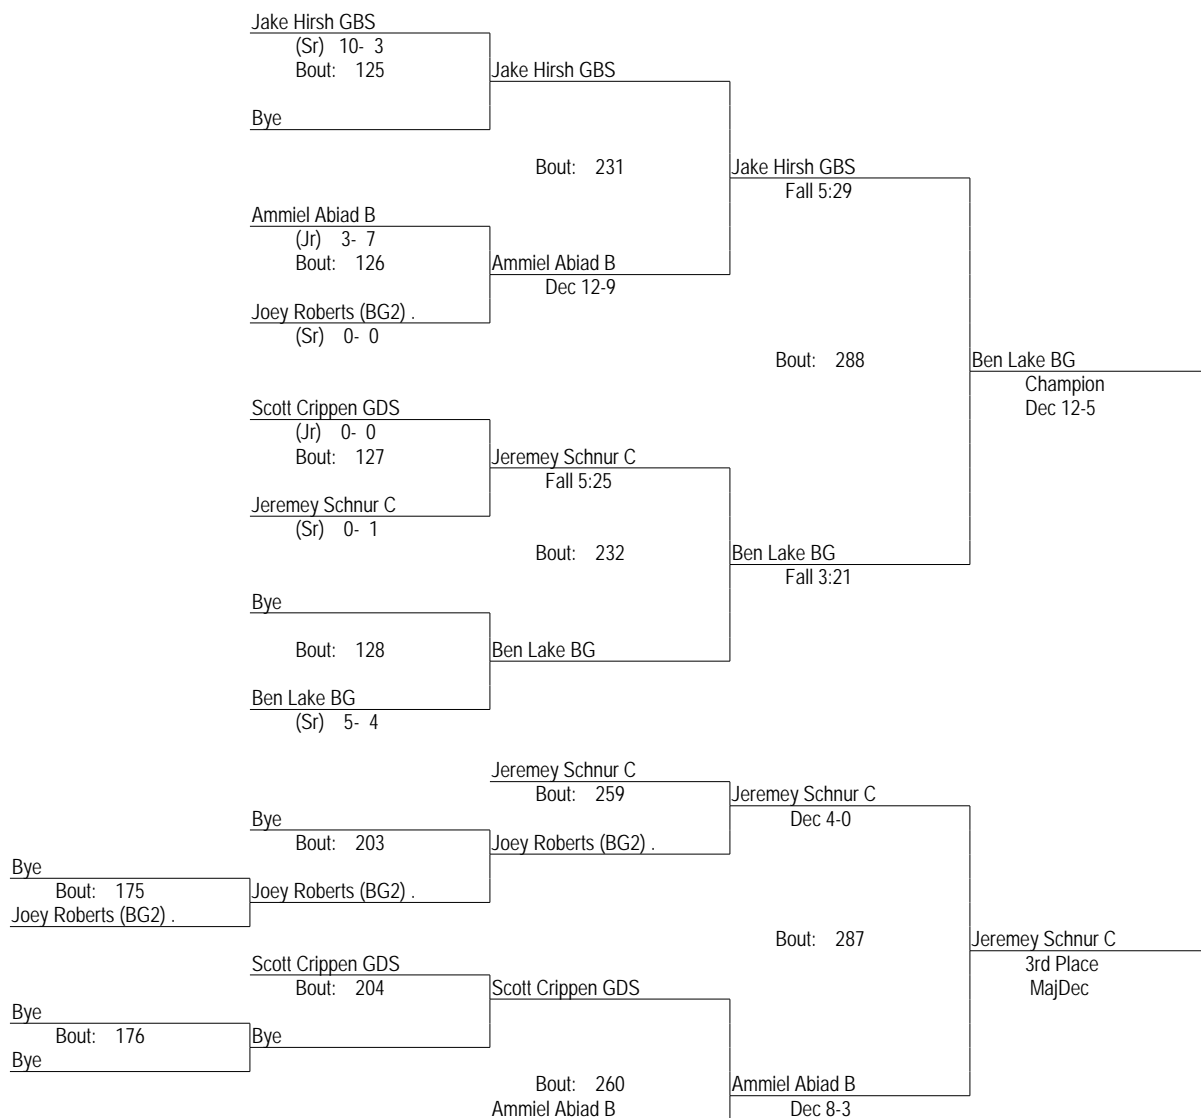 Jake Hirsh GBS
(Sr) 10- 3
Bout: 125
Jake Hirsh GBS
Bye
Bout: 231
Jake Hirsh GBS
Fall 5:29
Ammiel Abiad B
(Jr) 3- 7
Bout: 126
Ammiel Abiad B
Dec 12-9
Joey Roberts (BG2) .
(Sr) 0- 0
Bout: 288
Ben Lake BG
Champion
Dec 12-5
Scott Crippen GDS
(Jr) 0- 0
Bout: 127
Jeremey Schnur C
Fall 5:25
Jeremey Schnur C
(Sr) 0- 1
Bout: 232
Ben Lake BG
Fall 3:21
Bye
Bout: 128
Ben Lake BG
Ben Lake BG
(Sr) 5- 4
Jeremey Schnur C
Bout: 259
Jeremey Schnur C
Dec 4-0
Bye
Bout: 203
Joey Roberts (BG2) .
Bye
Bout: 175
Joey Roberts (BG2) .
Joey Roberts (BG2) .
Bout: 287
Jeremey Schnur C
3rd Place
MajDec
Scott Crippen GDS
Bout: 204
Scott Crippen GDS
Bye
Bout: 176
Bye
Bye
Bout: 260
Ammiel Abiad B
Ammiel Abiad B
Dec 8-3